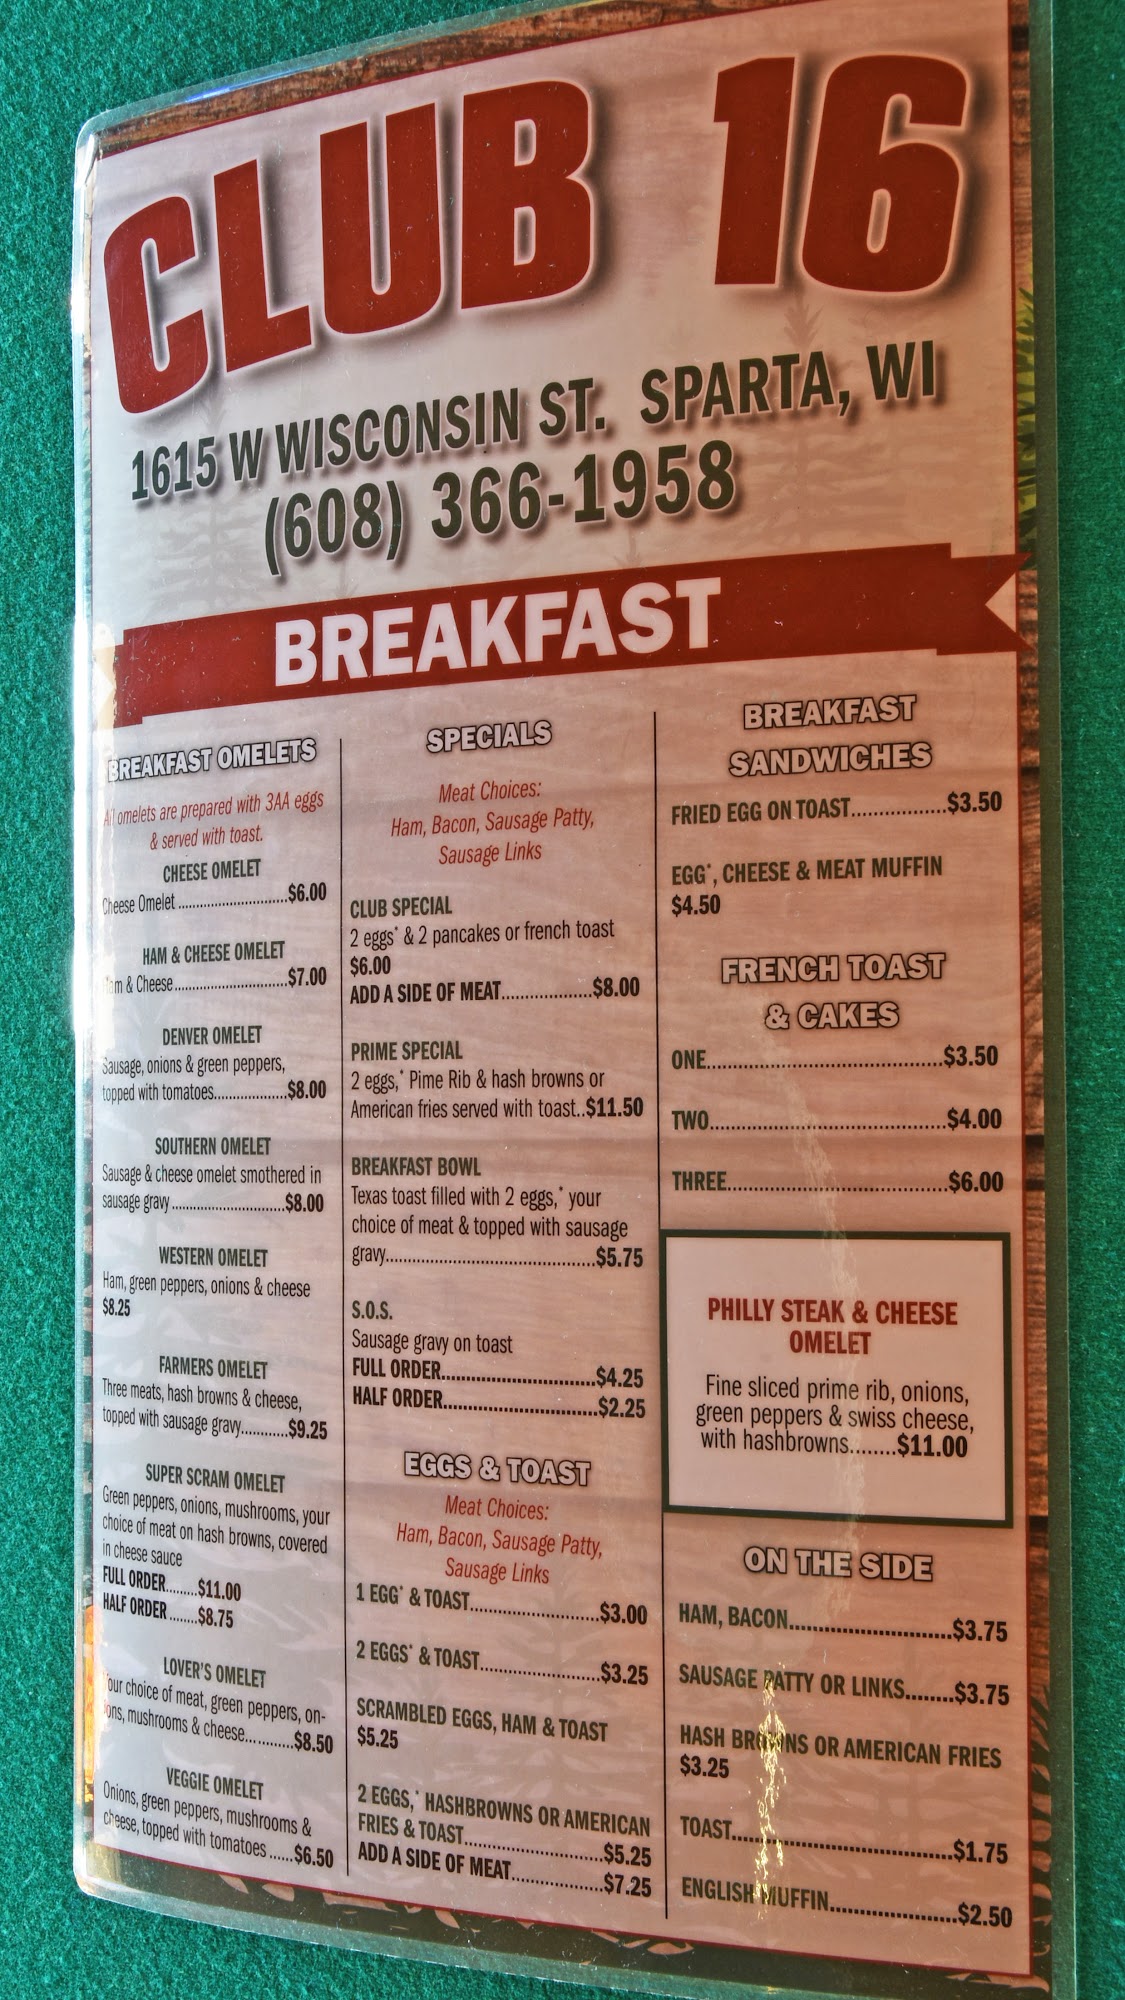 CLUB 16
1615 W WISCONSIN ST. SPARTA, WI
(608) 366-1958
BREAKFAST
BREAKFAST OMELETS
All omelets are prepared with 3AA eggs
& served with toast.
CHEESE OMELET
Cheese Omelet............................$6.00
HAM & CHEESE OMELET
Ham & Cheese............................$7.00
DENVER OMELET
Sausage, onions & green peppers,
topped with tomatoes..................$8.00
SOUTHERN OMELET
Sausage & cheese omelet smothered in
sausage gravy............................$8.00
WESTERN OMELET
Ham, green peppers, onions & cheese
$8.25
FARMERS OMELET
Three meats, hash browns & cheese,
topped with sausage gravy...........$9.25
SUPER SCRAM OMELET
Green peppers, onions, mushrooms, your
choice of meat on hash browns, covered
in cheese sauce
FULL ORDER........$11.00
HALF ORDER.......$8.75
LOVER'S OMELET
Your choice of meat, green peppers, on-
ions, mushrooms & cheese............$8.50
VEGGIE OMELET
Onions, green peppers, mushrooms &
cheese, topped with tomatoes......$6.50
SPECIALS
Meat Choices:
Ham, Bacon, Sausage Patty,
Sausage Links
CLUB SPECIAL
2 eggs* & 2 pancakes or french toast
$6.00
ADD A SIDE OF MEAT..................$8.00
PRIME SPECIAL
2 eggs,* Pime Rib & hash browns or
American fries served with toast..$11.50
BREAKFAST BOWL
Texas toast filled with 2 eggs,* your
choice of meat & topped with sausage
gravy..........................................$5.75
S.O.S.
Sausage gravy on toast
FULL ORDER...............................$4.25
HALF ORDER...............................$2.25
EGGS & TOAST
Meat Choices:
Ham, Bacon, Sausage Patty,
Sausage Links
1 EGG* & TOAST..........................$3.00
2 EGGS* & TOAST........................$3.25
SCRAMBLED EGGS, HAM & TOAST
$5.25
2 EGGS,* HASHBROWNS OR AMERICAN
FRIES & TOAST............................$5.25
ADD A SIDE OF MEAT..................$7.25
BREAKFAST
SANDWICHES
FRIED EGG ON TOAST...................$3.50
EGG*, CHEESE & MEAT MUFFIN
$4.50
FRENCH TOAST
& CAKES
ONE..............................................$3.50
TWO..............................................$4.00
THREE...........................................$6.00
PHILLY STEAK & CHEESE
OMELET
Fine sliced prime rib, onions,
green peppers & swiss cheese,
with hashbrowns........$11.00
ON THE SIDE
HAM, BACON................................$3.75
SAUSAGE PATTY OR LINKS........$3.75
HASH BROWNS OR AMERICAN FRIES
$3.25
TOAST..........................................$1.75
ENGLISH MUFFIN........................$2.50